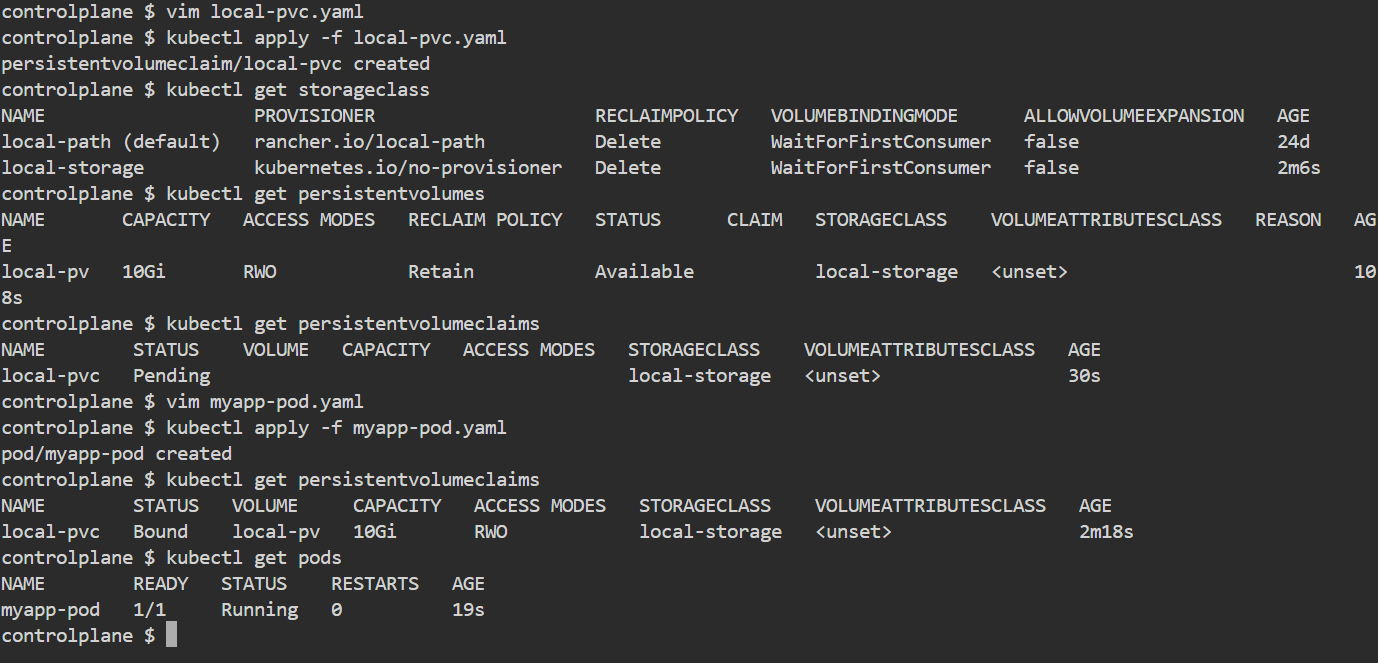 controlplane $ vim local-pvc.yaml
controlplane $ kubectl apply -f local-pvc.yaml
persistentvolumeclaim/local-pvc created
controlplane $ kubectl get storageclass
NAME                   PROVISIONER                    RECLAIMPOLICY   VOLUMEBINDINGMODE      ALLOWVOLUMEEXPANSION   AGE
local-path (default)   rancher.io/local-path          Delete          WaitForFirstConsumer   false                  24d
local-storage          kubernetes.io/no-provisioner   Delete          WaitForFirstConsumer   false                  2m6s
controlplane $ kubectl get persistentvolumes
NAME       CAPACITY   ACCESS MODES   RECLAIM POLICY   STATUS      CLAIM   STORAGECLASS    VOLUMEATTRIBUTESCLASS   REASON   AG
E
local-pv   10Gi       RWO            Retain           Available           local-storage   <unset>                          10
8s
controlplane $ kubectl get persistentvolumeclaims
NAME        STATUS    VOLUME   CAPACITY   ACCESS MODES   STORAGECLASS    VOLUMEATTRIBUTESCLASS   AGE
local-pvc   Pending                                      local-storage   <unset>                 30s
controlplane $ vim myapp-pod.yaml
controlplane $ kubectl apply -f myapp-pod.yaml
pod/myapp-pod created
controlplane $ kubectl get persistentvolumeclaims
NAME        STATUS   VOLUME     CAPACITY   ACCESS MODES   STORAGECLASS    VOLUMEATTRIBUTESCLASS   AGE
local-pvc   Bound    local-pv   10Gi       RWO            local-storage   <unset>                 2m18s
controlplane $ kubectl get pods
NAME        READY   STATUS    RESTARTS   AGE
myapp-pod   1/1     Running   0          19s
controlplane $